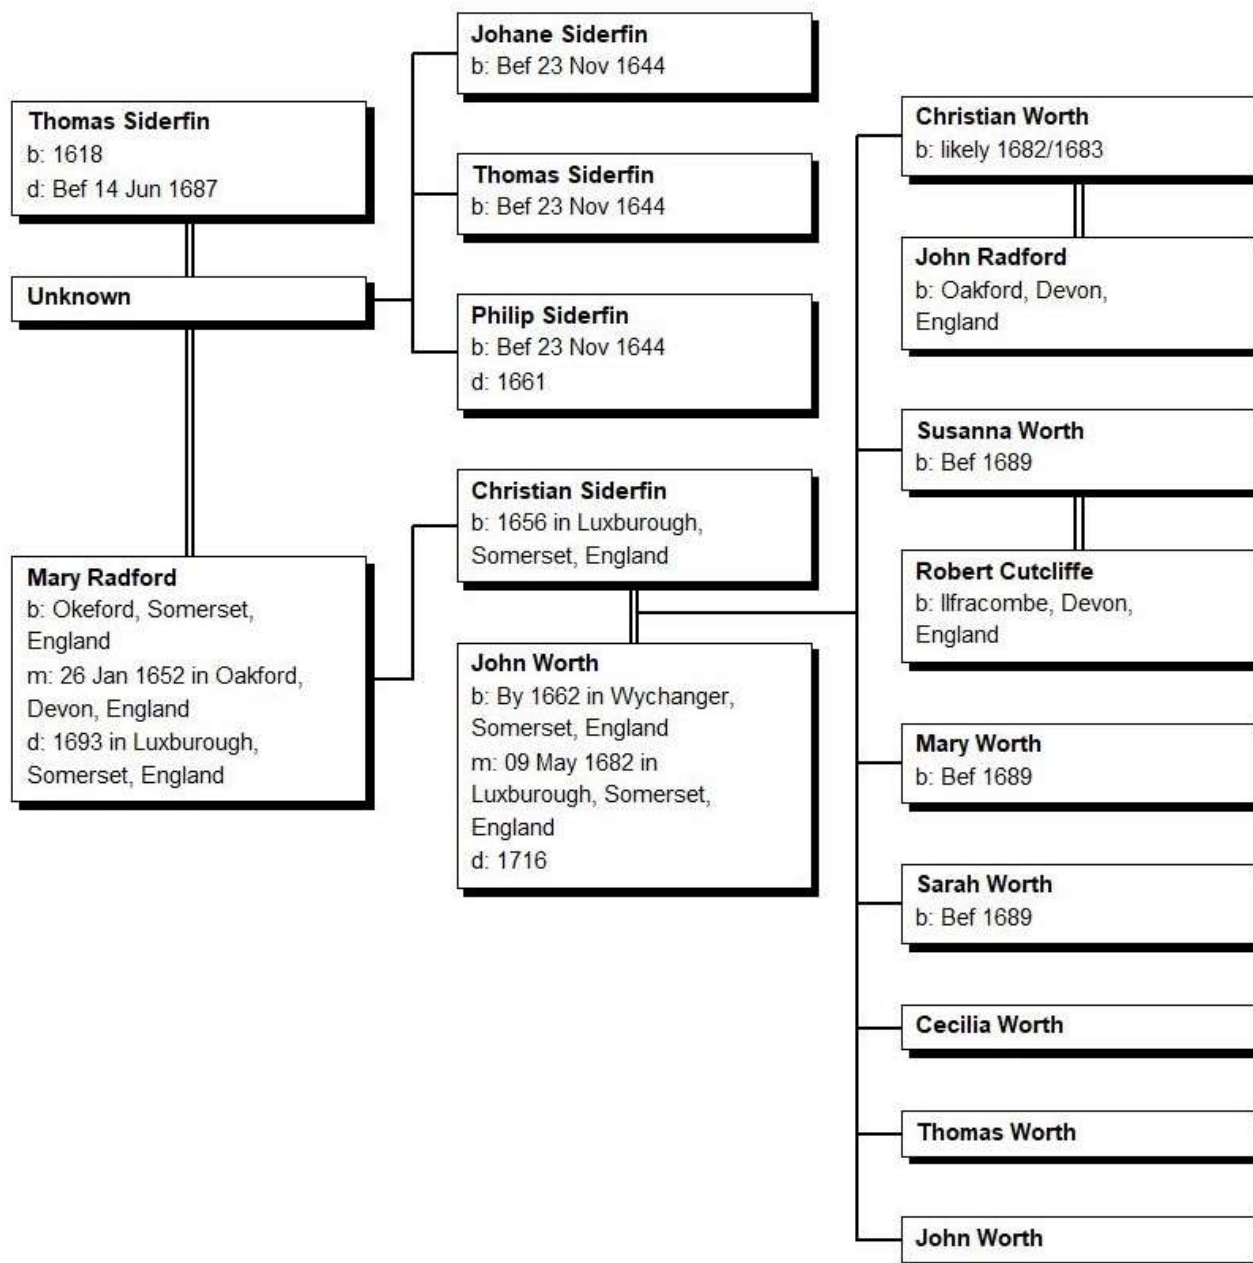 Thomas Siderfin
b: 1618
d: Bef 14 Jun 1687
Unknown
Mary Radford
b: Okeford, Somerset,
England
m: 26 Jan 1652 in Oakford,
Devon, England
d: 1693 in Luxburough,
Somerset, England
Johane Siderfin
b: Bef 23 Nov 1644
Thomas Siderfin
b: Bef 23 Nov 1644
Philip Siderfin
b: Bef 23 Nov 1644
d: 1661
Christian Siderfin
b: 1656 in Luxburough,
Somerset, England
John Worth
b: By 1662 in Wychanger,
Somerset, England
m: 09 May 1682 in
Luxburough, Somerset,
England
d: 1716
Christian Worth
b: likely 1682/1683
John Radford
b: Oakford, Devon,
England
Susanna Worth
b: Bef 1689
Robert Cutcliffe
b: Ilfracombe, Devon,
England
Mary Worth
b: Bef 1689
Sarah Worth
b: Bef 1689
Cecilia Worth
Thomas Worth
John Worth